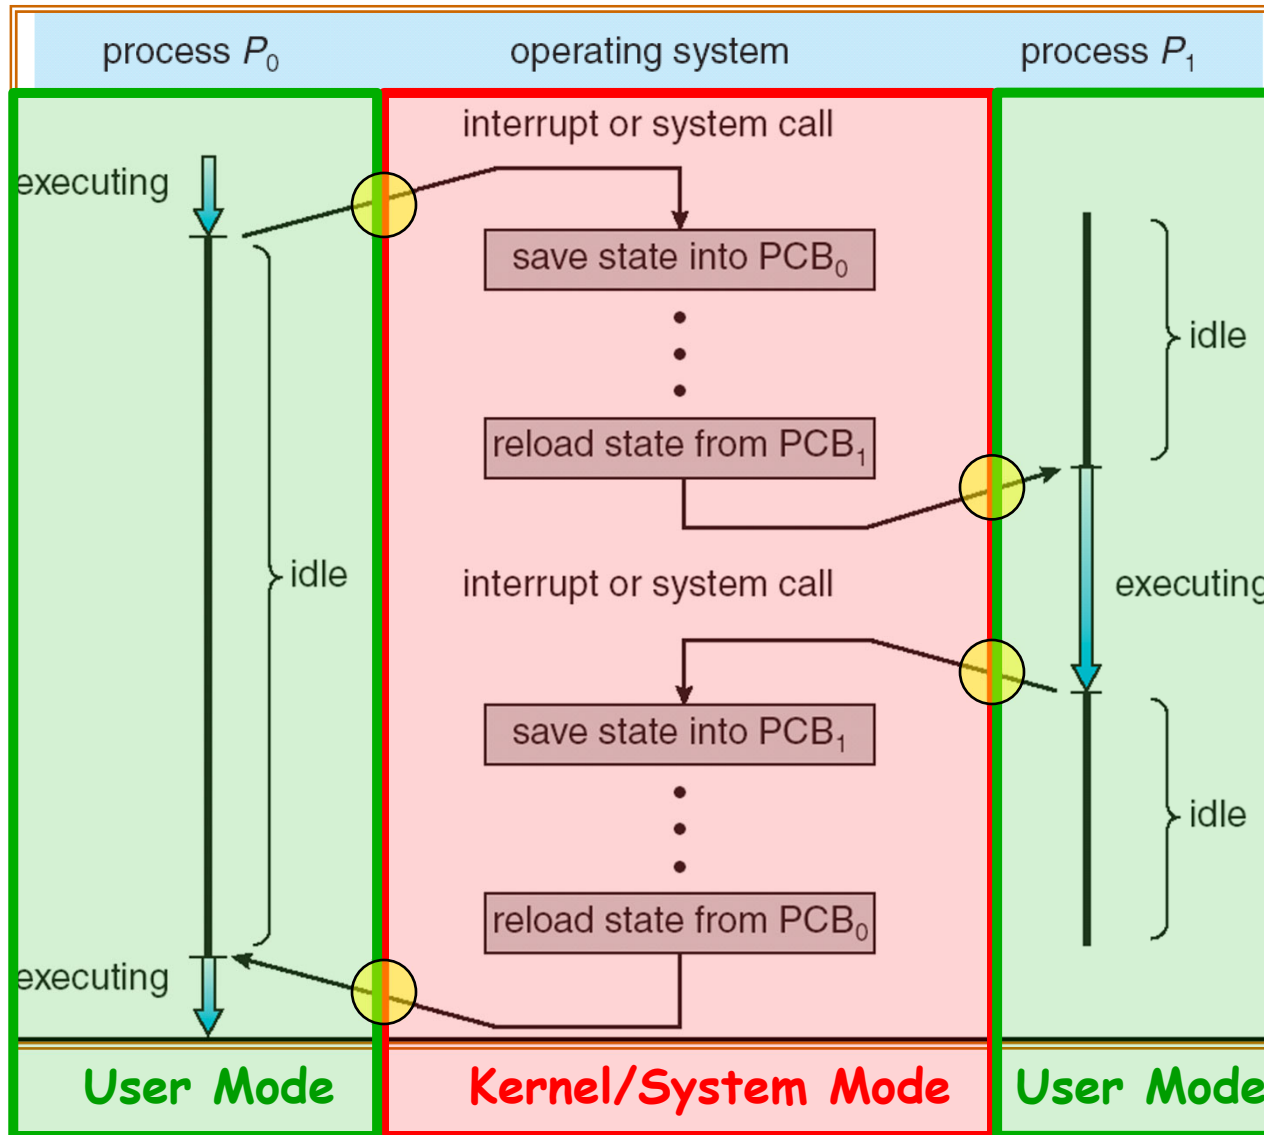 process P₀
operating system
process P₁
interrupt or system call
executing
save state into PCB₀
idle
reload state from PCB₁
idle
interrupt or system call
executing
save state into PCB₁
idle
reload state from PCB₀
executing
User Mode
Kernel/System Mode
User Mode